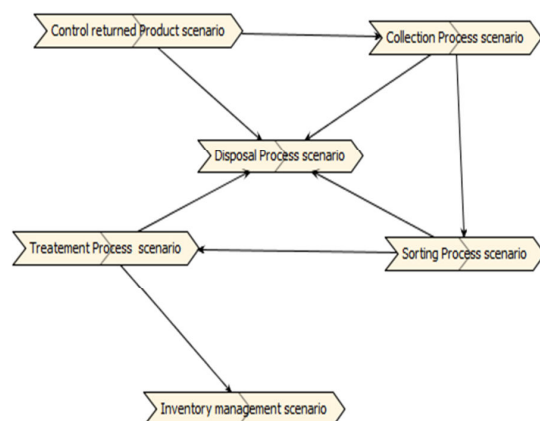 Control returned Product scenario
Collection Process scenario
Disposal Process scenario
Treatement Process scenario
Sorting Process scenario
Inventory management scenario